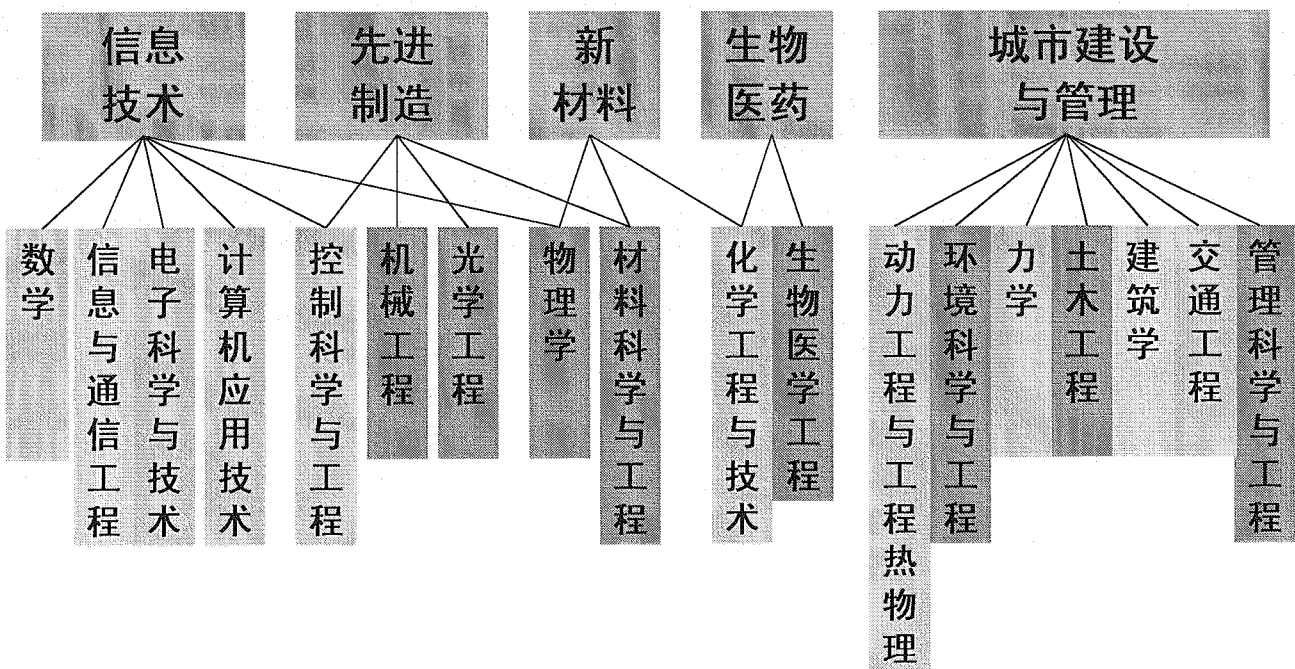 信息
技术
先进
制造
新
材料
生物
医药
城市建设
与管理
数学
信息与通信工程
电子科学与技术
计算机应用技术
控制科学与工程
机械工程
光学工程
物理学
材料科学与工程
化学工程与技术
生物医学工程
动力工程与工程热物理
环境科学与工程
力学
土木工程
建筑学
交通工程
管理科学与工程